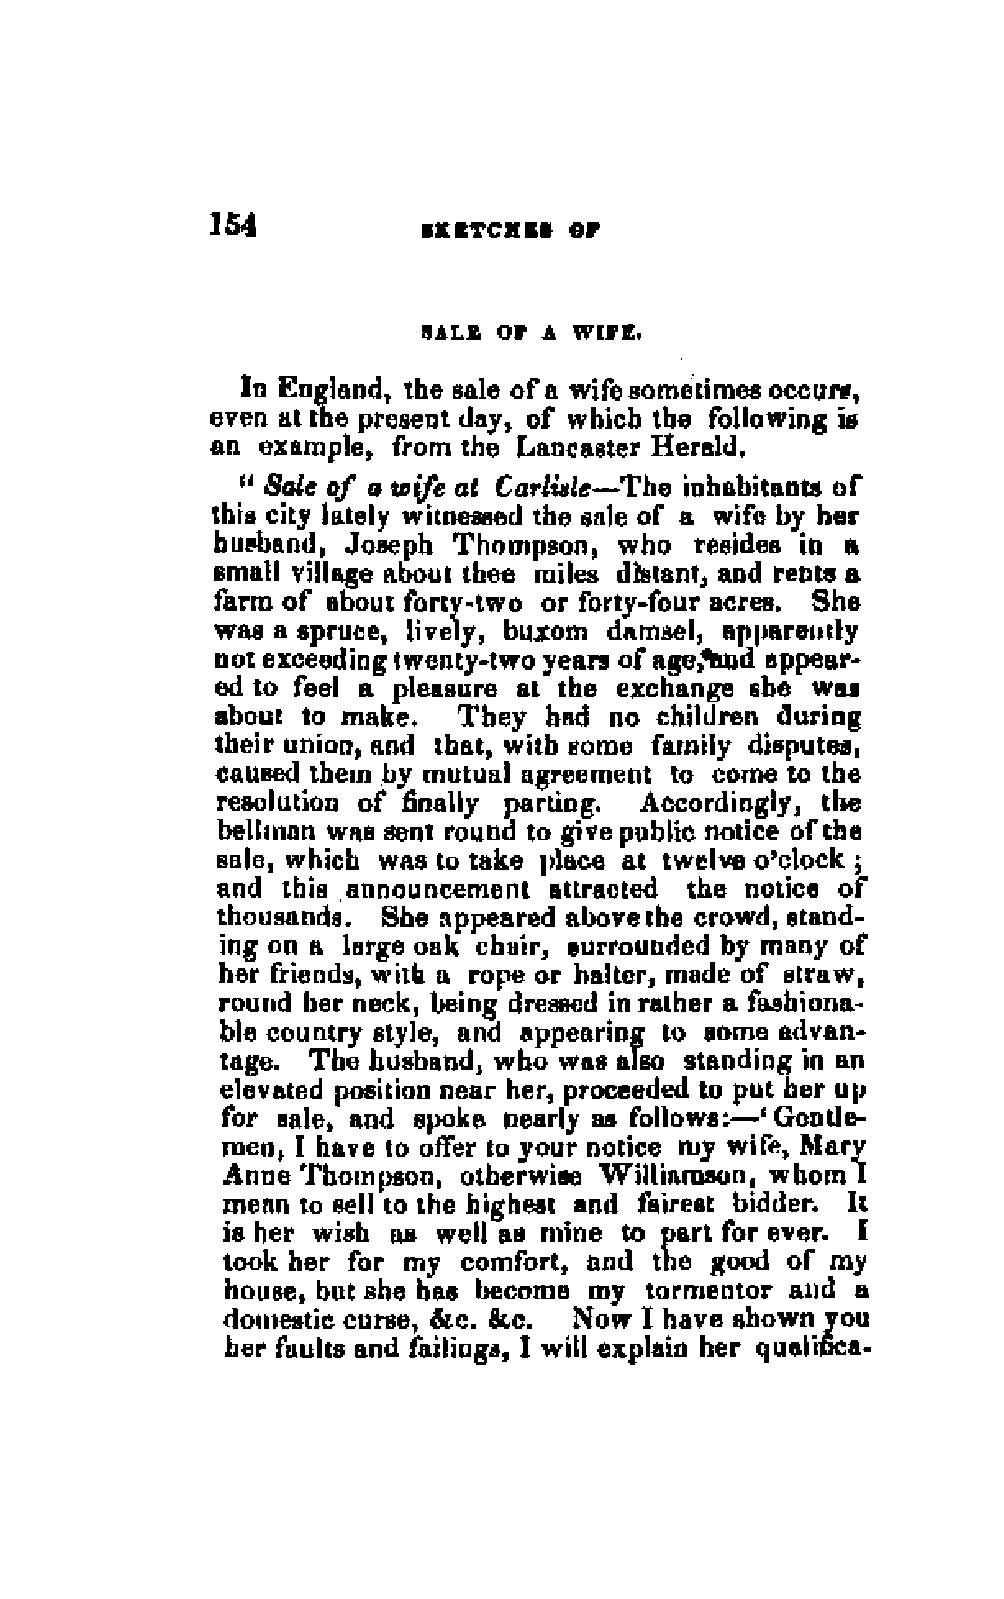 154 SKETCHES OF
SALE OF A WIFE.
In England, the sale of a wife sometimes occurs,
even at the present day, of which the following is
an example, from the Lancaster Herald.
" Sale of a wife at Carlisle—The inhabitants of
this city lately witnessed the sale of a wife by her
husband, Joseph Thompson, who resides in a
small village about thee miles distant, and rents a
farm of about forty-two or forty-four acres. She
was a spruce, lively, buxom damsel, apparently
not exceeding twenty-two years of age, and appear-
ed to feel a pleasure at the exchange she was
about to make. They had no children during
their union, and that, with some family disputes,
caused them by mutual agreement to come to the
resolution of finally parting. Accordingly, the
bellman was sent round to give public notice of the
sale, which was to take place at twelve o'clock ;
and this announcement attracted the notice of
thousands. She appeared above the crowd, stand-
ing on a large oak chair, surrounded by many of
her friends, with a rope or halter, made of straw,
round her neck, being dressed in rather a fashiona-
ble country style, and appearing to some advan-
tage. The husband, who was also standing in an
elevated position near her, proceeded to put her up
for sale, and spoke nearly as follows:—' Gentle-
men, I have to offer to your notice my wife, Mary
Anne Thompson, otherwise Williamson, whom I
mean to sell to the highest and fairest bidder. It
is her wish as well as mine to part for ever. I
took her for my comfort, and the good of my
house, but she has become my tormentor and a
domestic curse, &c. &c. Now I have shown you
her faults and failings, I will explain her qualifica-